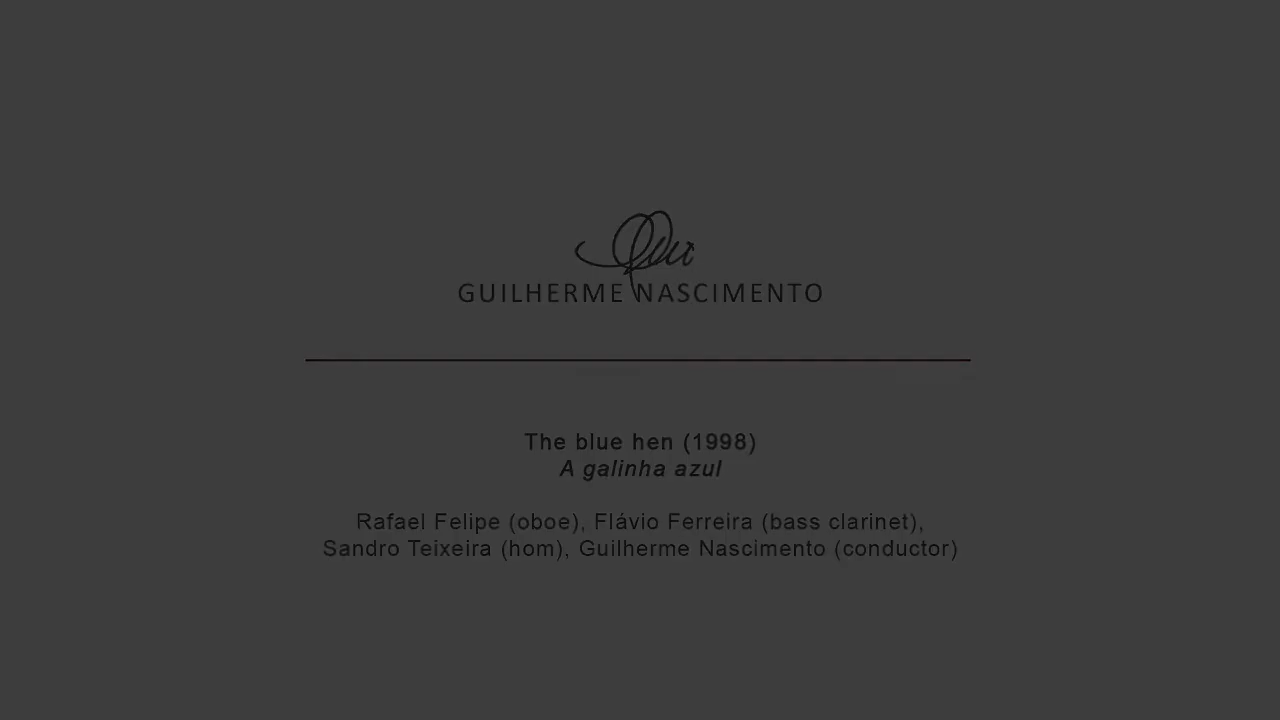 GUILHERME NASCIMENTO
The blue hen (1998)
A galinha azul
Rafael Felipe (oboe), Flávio Ferreira (bass clarinet),
Sandro Teixeira (horn), Guilherme Nascimento (conductor)